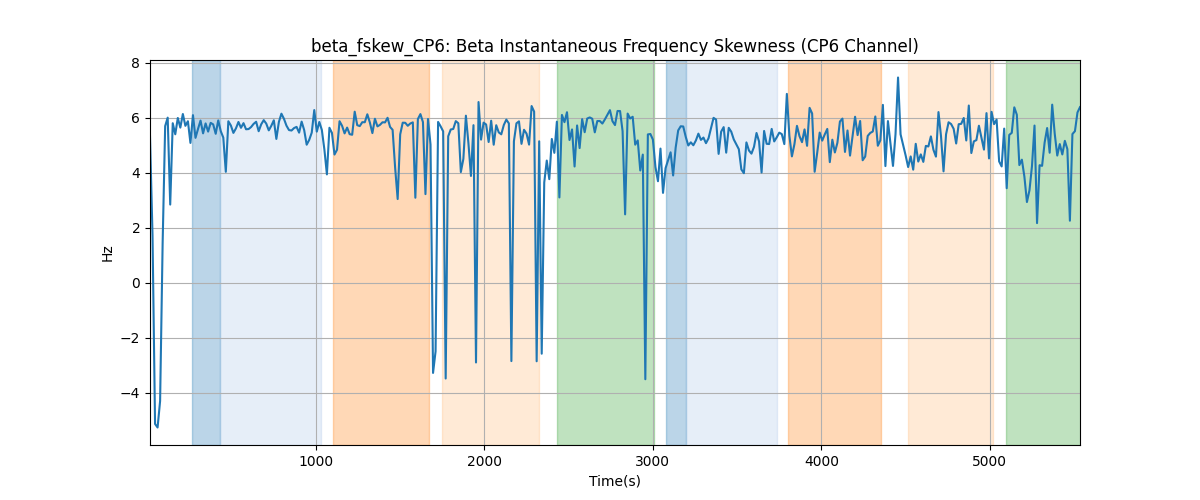 beta_fskew_CP6: Beta Instantaneous Frequency Skewness (CP6 Channel)
8
6
4
2
0
−2
−4
Hz
1000 2000 3000 4000 5000
Time(s)